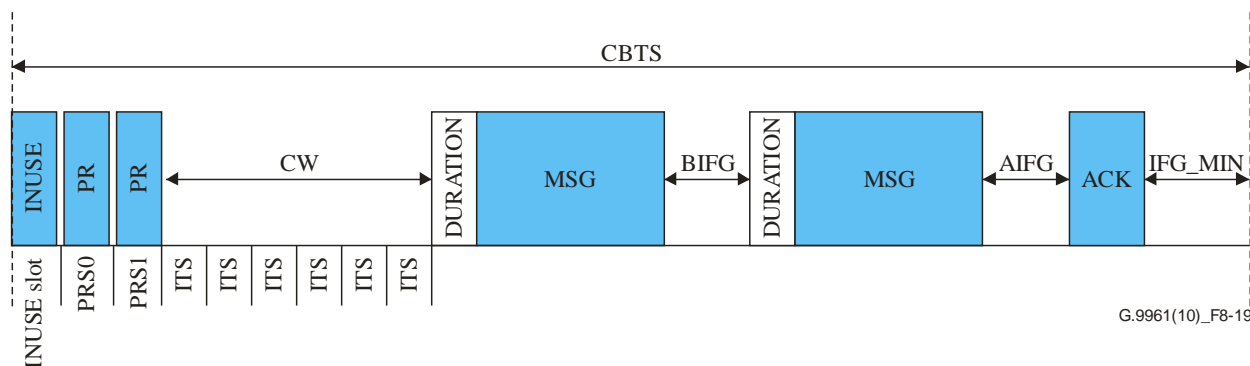 CBTS
INUSE
PR
PR
CW
DURATION
MSG
BIFG
DURATION
MSG
AIFG
ACK
IFG_MIN
INUSE slot
PRS0
PRS1
ITS
ITS
ITS
ITS
ITS
ITS
G.9961(10)_F8-19